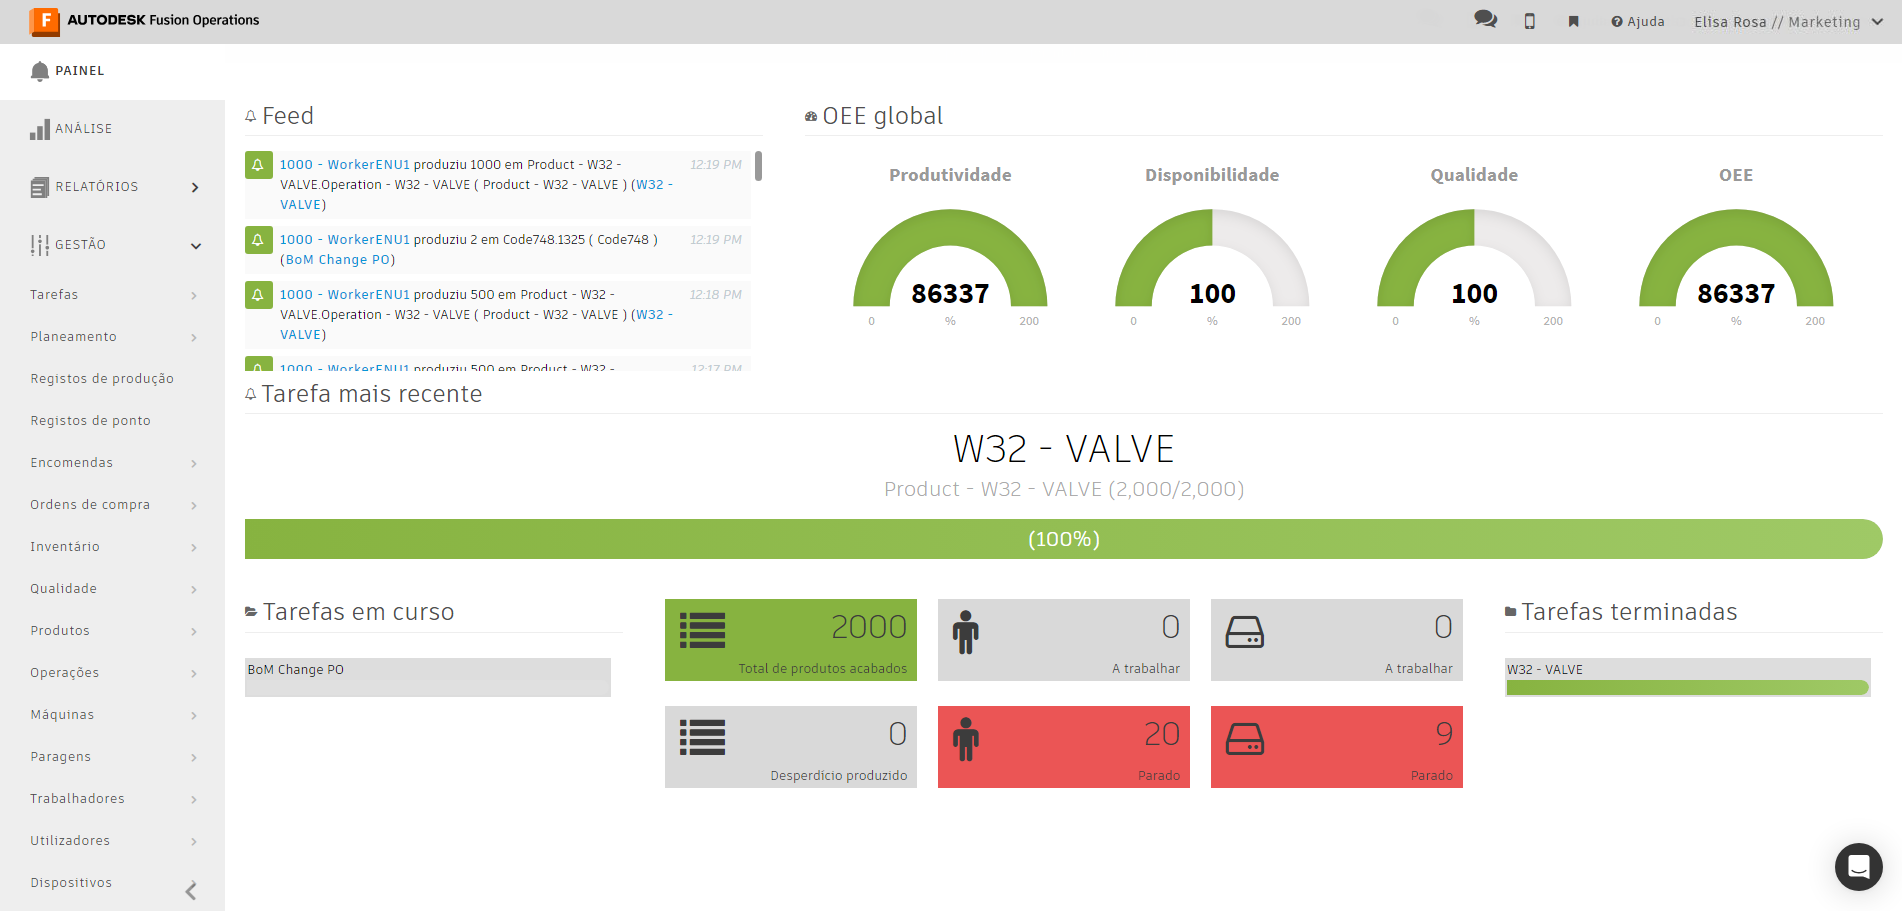 AUTODESK Fusion Operations
Ajuda
Elisa Rosa // Marketing
PAINEL
ANÁLISE
RELATÓRIOS
GESTÃO
Tarefas
Planeamento
Registos de produção
Registos de ponto
Encomendas
Ordens de compra
Inventário
Qualidade
Produtos
Operações
Máquinas
Paragens
Trabalhadores
Utilizadores
Dispositivos
Feed
1000 - WorkerENU1 produziu 1000 em Product - W32 - 12:19 PM
VALVE.Operation - W32 - VALVE ( Product - W32 - VALVE ) (W32 -
VALVE)
1000 - WorkerENU1 produziu 2 em Code748.1325 ( Code748 ) 12:19 PM
(BoM Change PO)
1000 - WorkerENU1 produziu 500 em Product - W32 - 12:18 PM
VALVE.Operation - W32 - VALVE ( Product - W32 - VALVE ) (W32 -
VALVE)
1000 - WorkerENU1 produziu 500 em Product - W32 - 12:17 PM
OEE global
Produtividade
86337
0 % 200
Disponibilidade
100
0 % 200
Qualidade
100
0 % 200
OEE
86337
0 % 200
Tarefa mais recente
W32 - VALVE
Product - W32 - VALVE (2,000/2,000)
(100%)
Tarefas em curso
BoM Change PO
2000
Total de produtos acabados
0
A trabalhar
0
A trabalhar
0
Desperdício produzido
20
Parado
9
Parado
Tarefas terminadas
W32 - VALVE